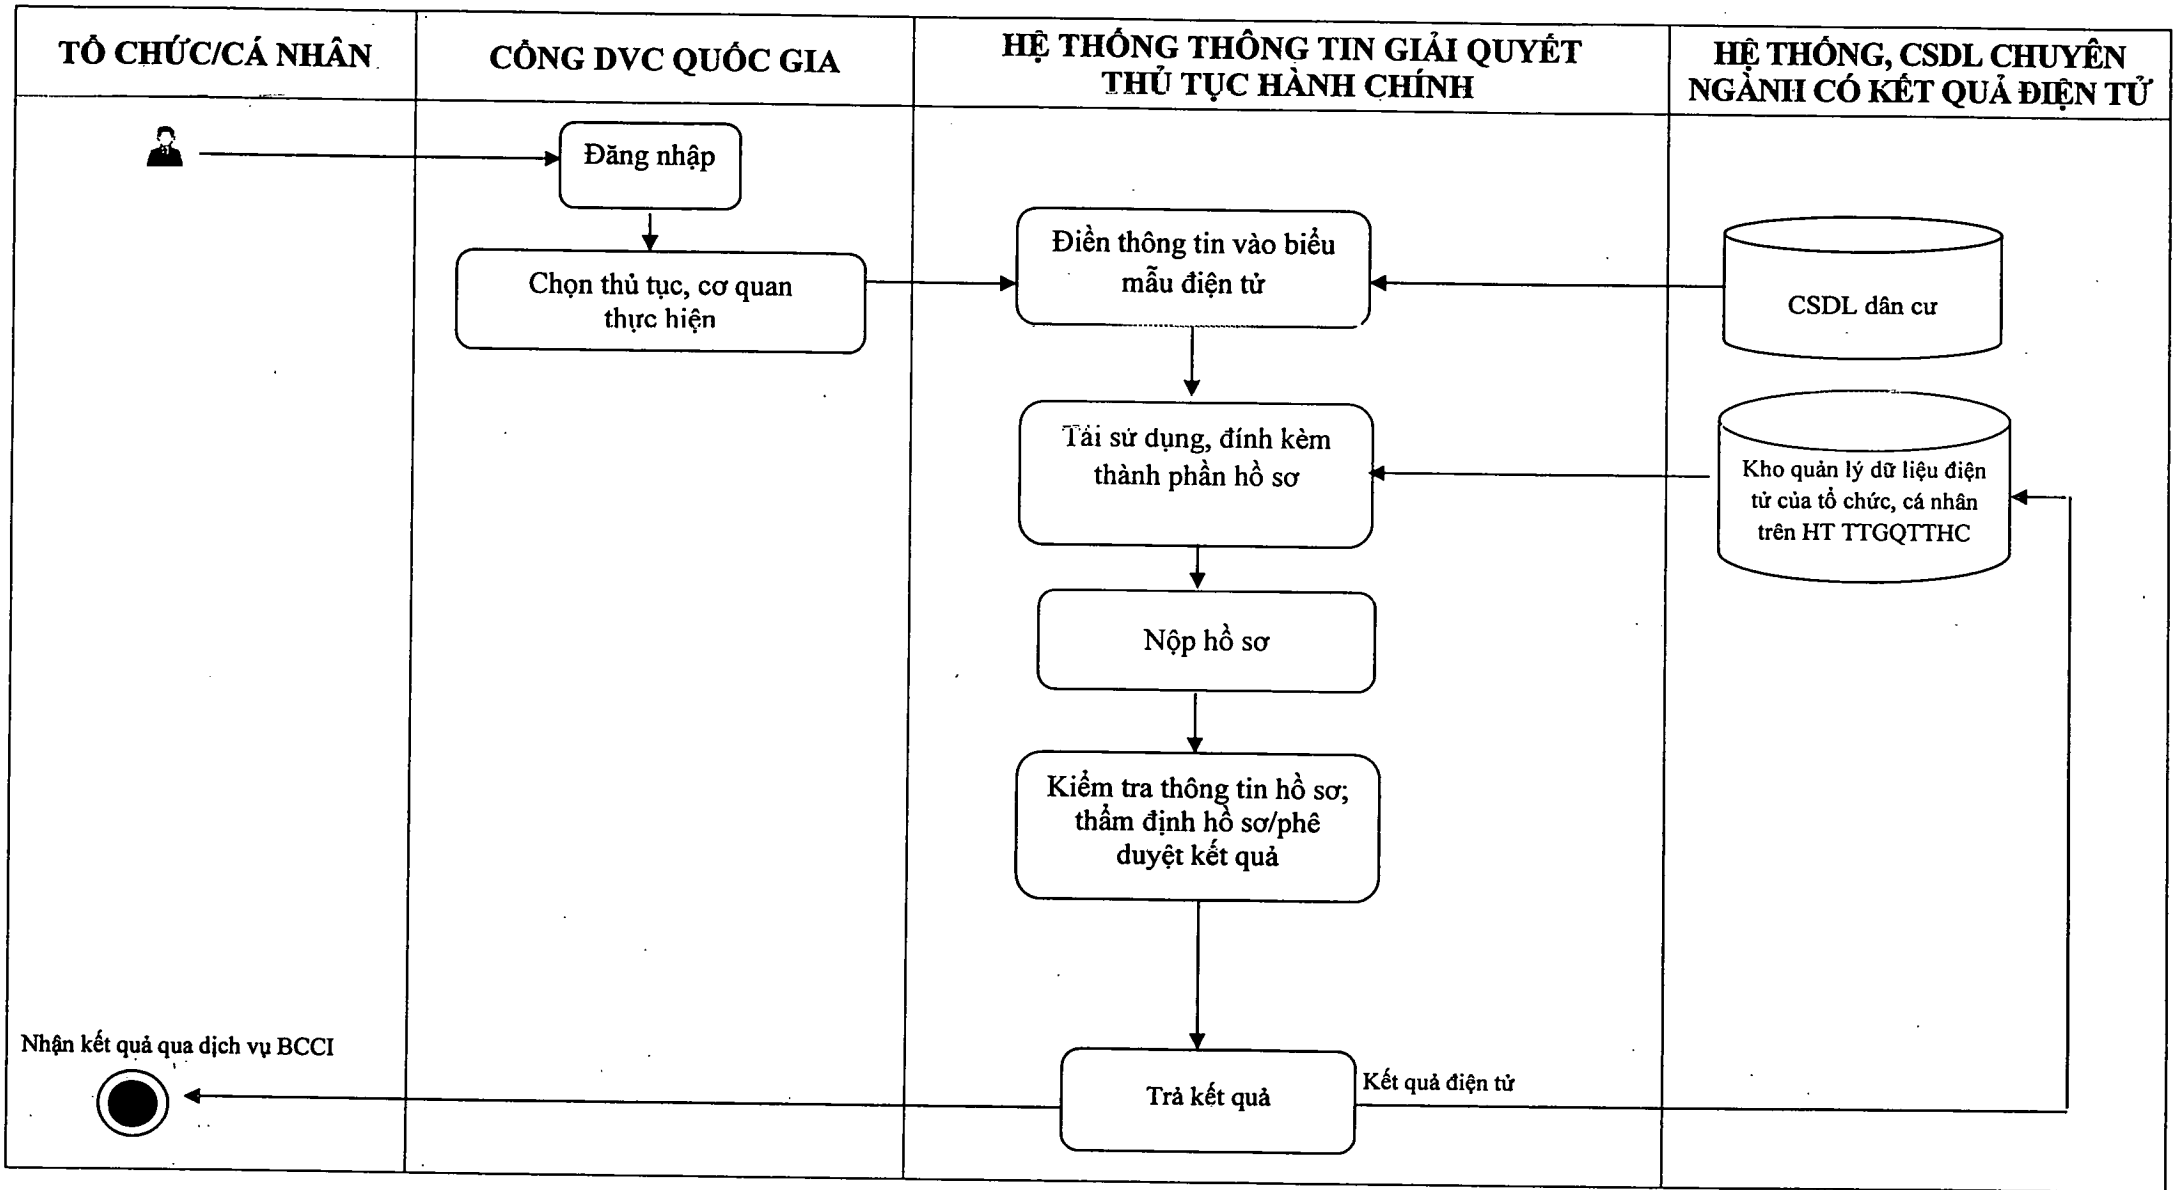 TỔ CHỨC/CÁ NHÂN
CỔNG DVC QUỐC GIA
HỆ THỐNG THÔNG TIN GIẢI QUYẾT
THỦ TỤC HÀNH CHÍNH
HỆ THỐNG, CSDL CHUYÊN
NGÀNH CÓ KẾT QUẢ ĐIỆN TỬ
Đăng nhập
Chọn thủ tục, cơ quan
thực hiện
Điền thông tin vào biểu
mẫu điện tử
CSDL dân cư
Tái sử dụng, đính kèm
thành phần hồ sơ
Kho quản lý dữ liệu điện
tử của tổ chức, cá nhân
trên HT TTGQTTHC
Nộp hồ sơ
Kiểm tra thông tin hồ sơ;
thẩm định hồ sơ/phê
duyệt kết quả
Nhận kết quả qua dịch vụ BCCI
Trả kết quả
Kết quả điện tử